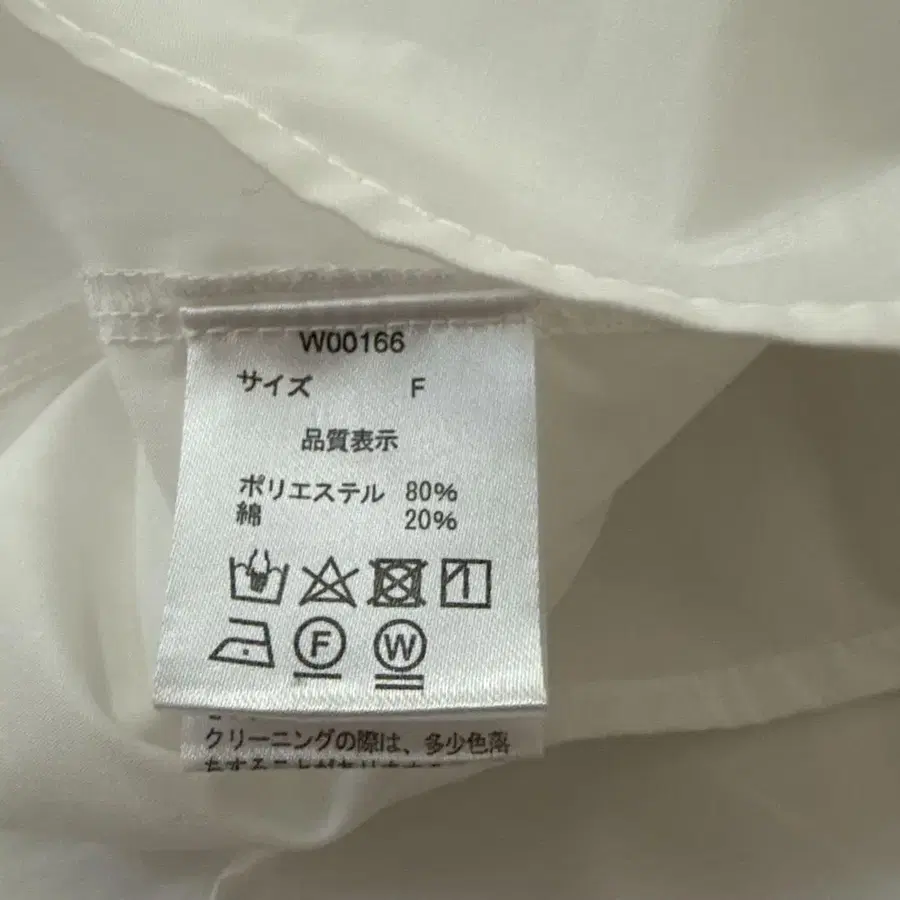 W00166
サイズ F
品質表示
ポリエステル 80%
綿 20%
F W
クリーニングの際は、多少色落